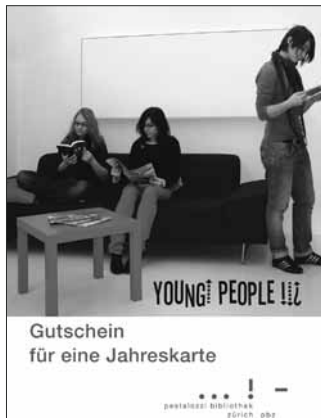 YOUNG PEOPLE !!¿
Gutschein
für eine Jahreskarte
... ! –
pestalozzi bibliothek
zürich pbz